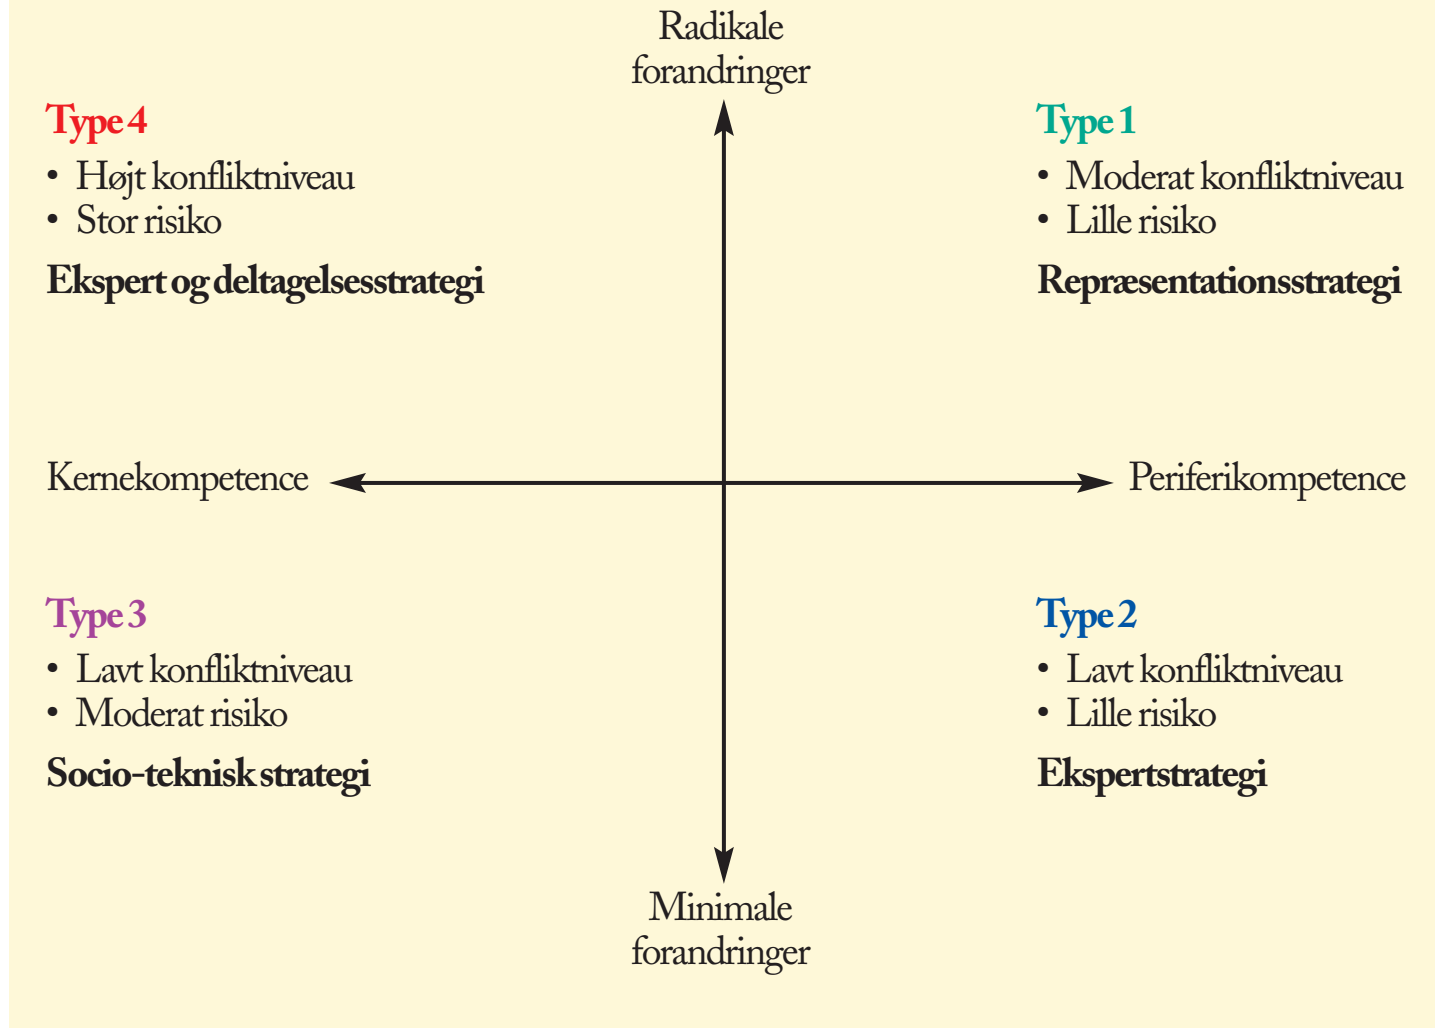 Radikale
forandringer
Type 4
• Højt konfliktniveau
• Stor risiko
Ekspert og deltagelsesstrategi
Type 1
• Moderat konfliktniveau
• Lille risiko
Repræsentationsstrategi
Kernekompetence
Periferikompetence
Type 3
• Lavt konfliktniveau
• Moderat risiko
Socio-teknisk strategi
Type 2
• Lavt konfliktniveau
• Lille risiko
Ekspertstrategi
Minimale
forandringer